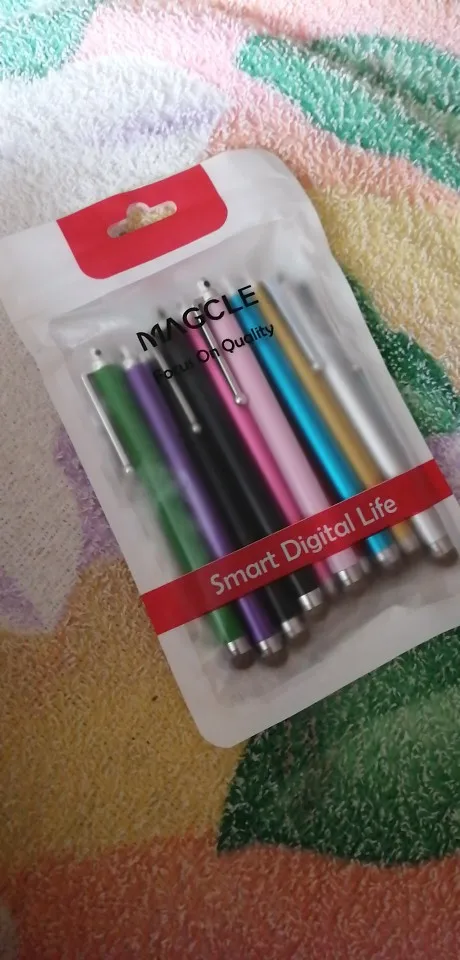 MAGCLE
Focus On Quality
Smart Digital Life